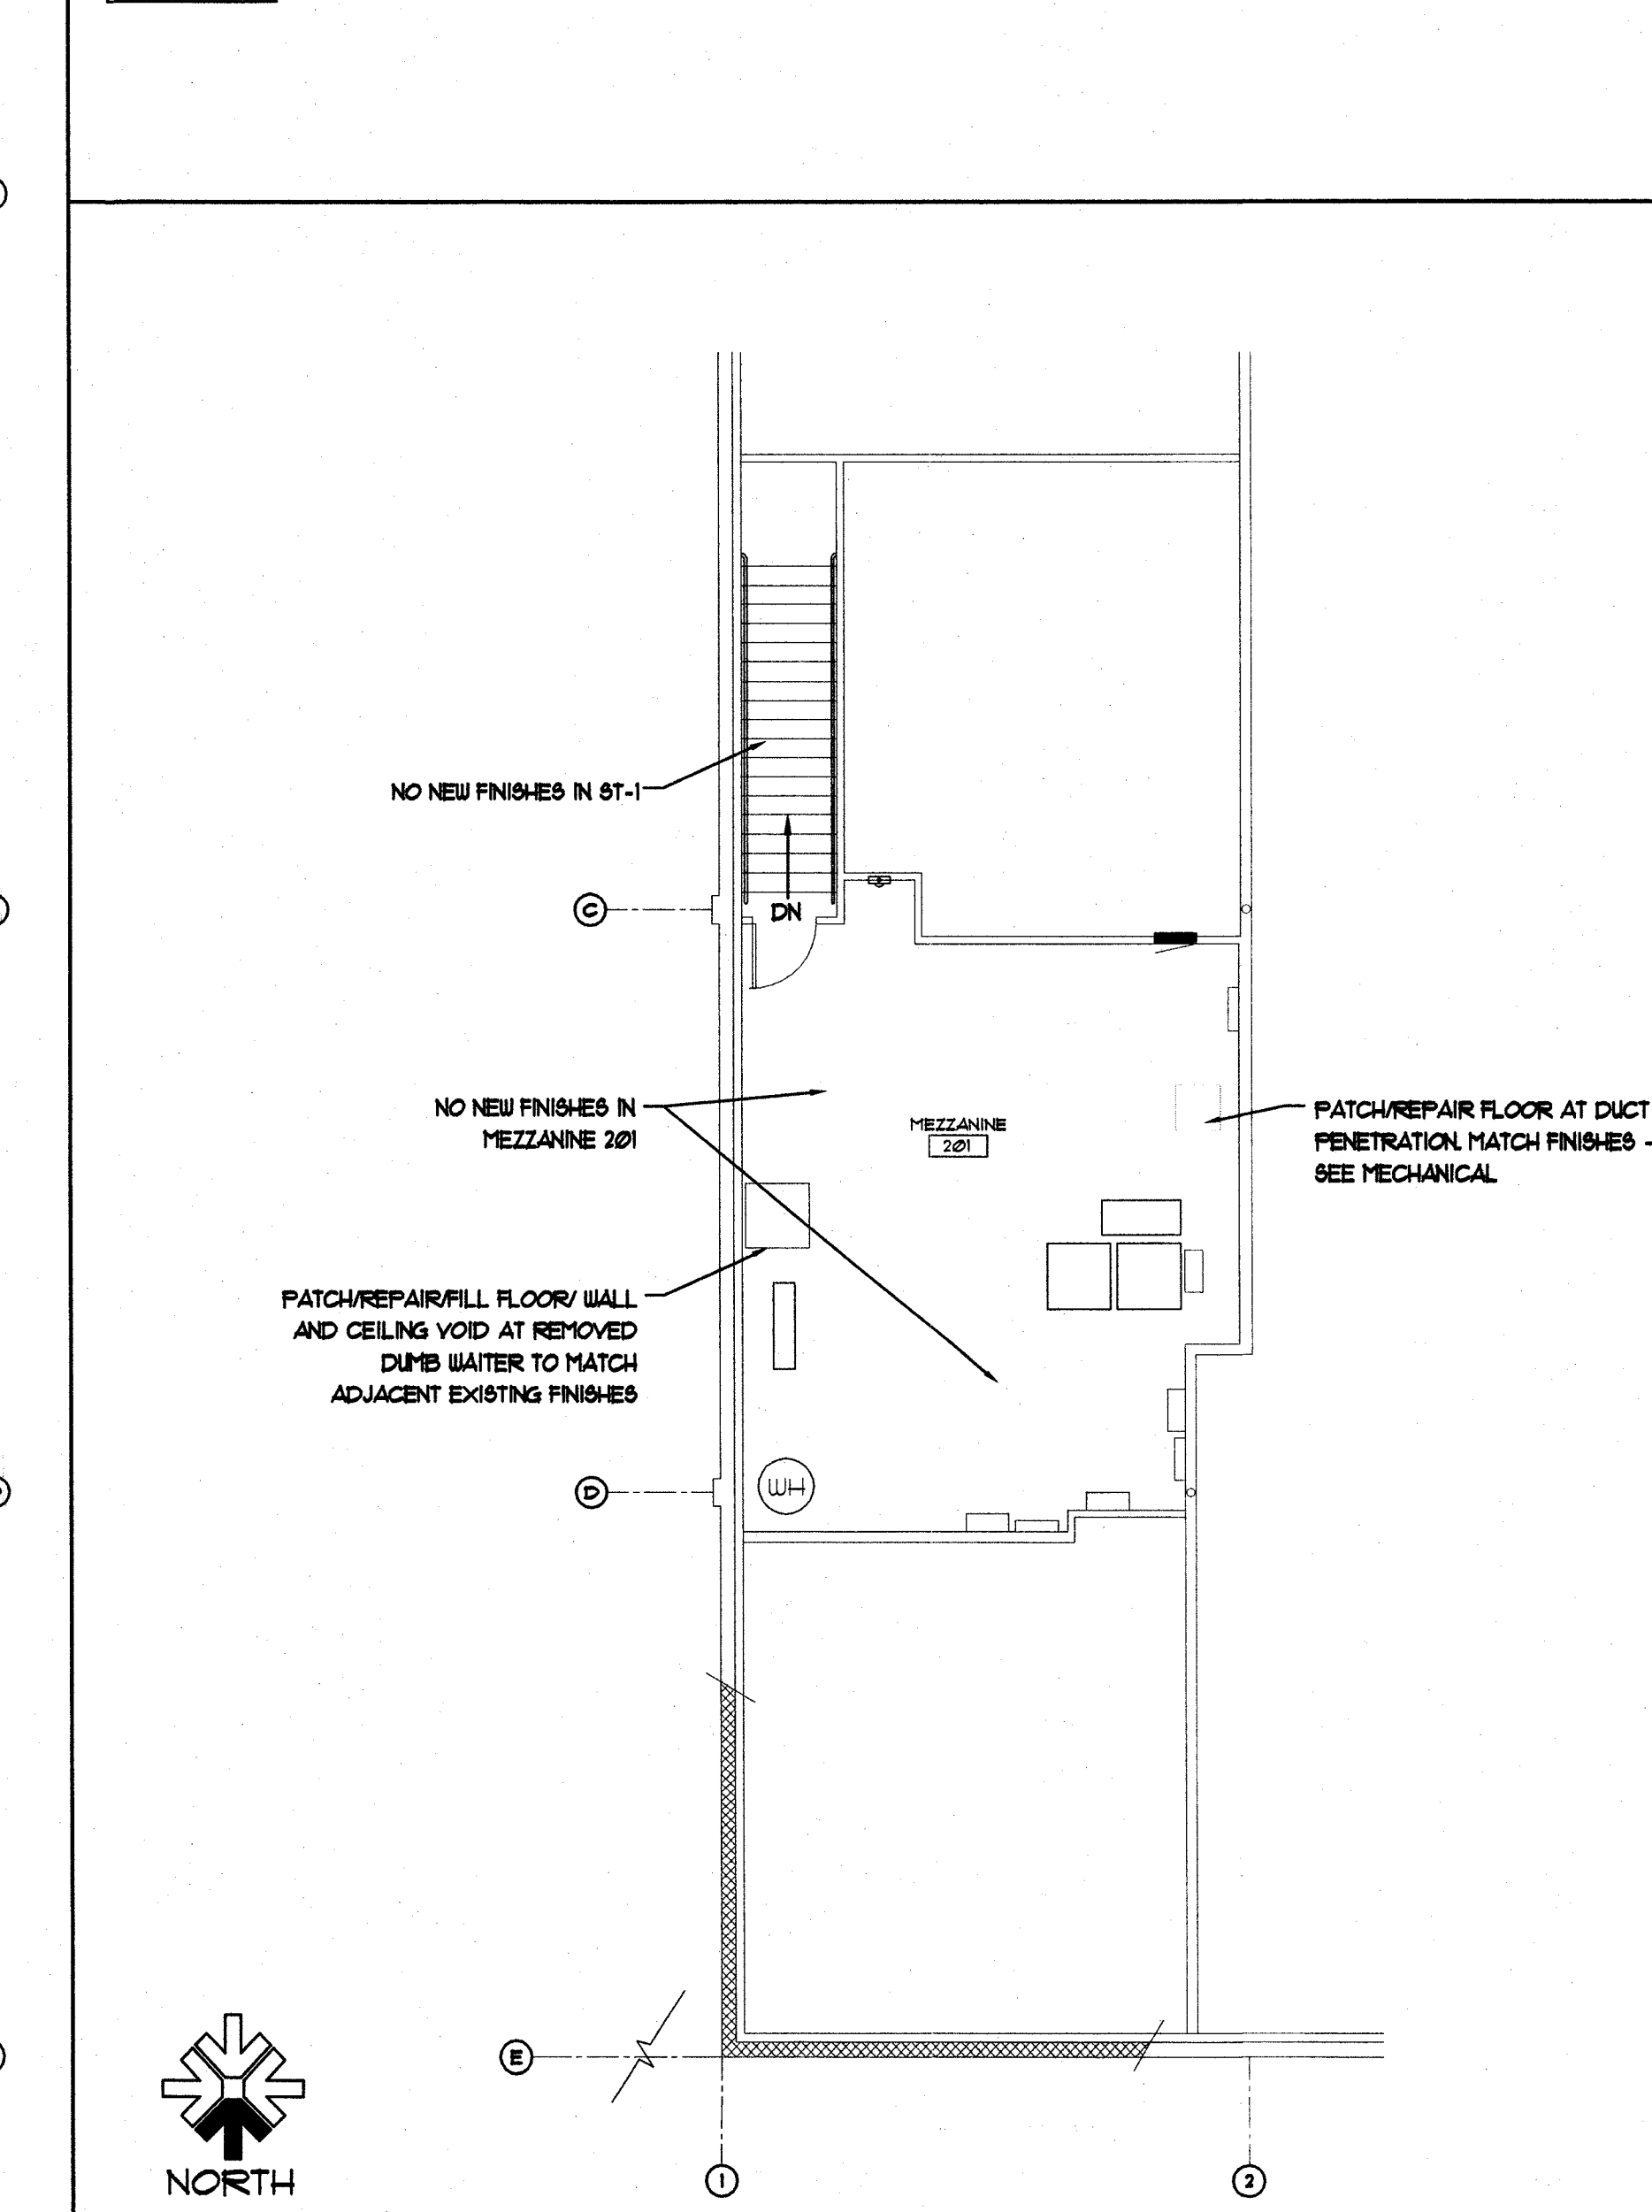 NO NEW FINISHES IN ST-1
C
DN
NO NEW FINISHES IN
MEZZANINE 201
MEZZANINE
201
PATCH/REPAIR FLOOR AT DUCT
PENETRATION. MATCH FINISHES -
SEE MECHANICAL
PATCH/REPAIR/FILL FLOOR/ WALL
AND CEILING VOID AT REMOVED
DUMB WAITER TO MATCH
ADJACENT EXISTING FINISHES
D
WH
E
NORTH
1
2